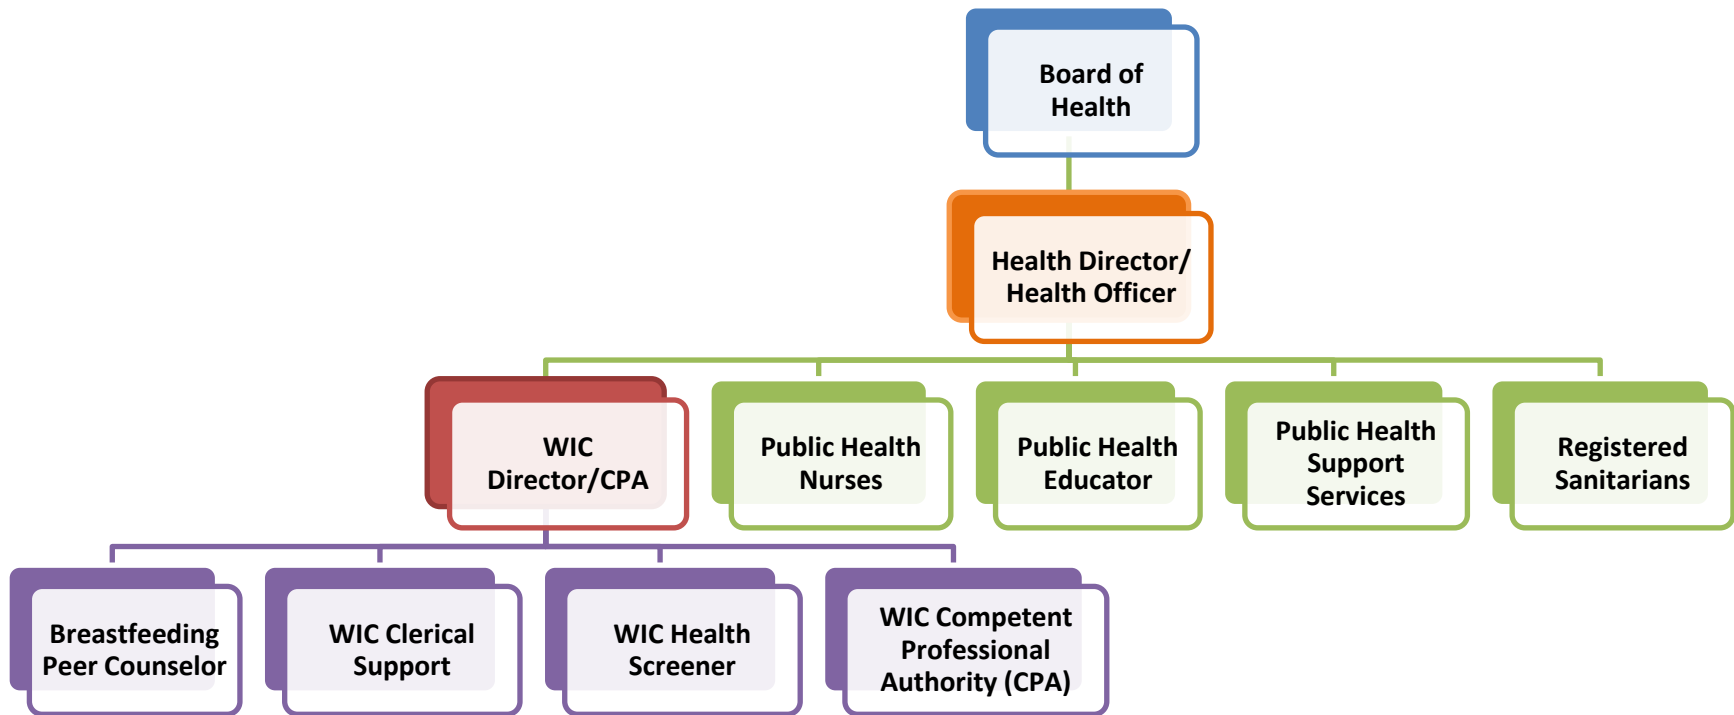 Board of
Health
Health Director/
Health Officer
WIC
Director/CPA
Public Health
Nurses
Public Health
Educator
Public Health
Support
Services
Registered
Sanitarians
Breastfeeding
Peer Counselor
WIC Clerical
Support
WIC Health
Screener
WIC Competent
Professional
Authority (CPA)